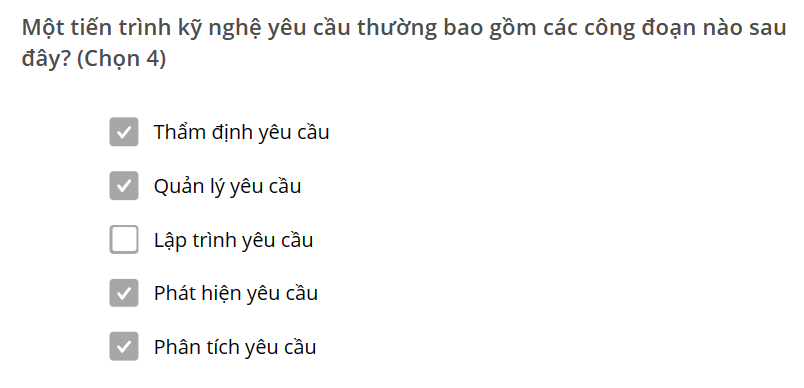 Một tiến trình kỹ nghệ yêu cầu thường bao gồm các công đoạn nào sau
đây? (Chọn 4)
Thẩm định yêu cầu
Quản lý yêu cầu
Lập trình yêu cầu
Phát hiện yêu cầu
Phân tích yêu cầu